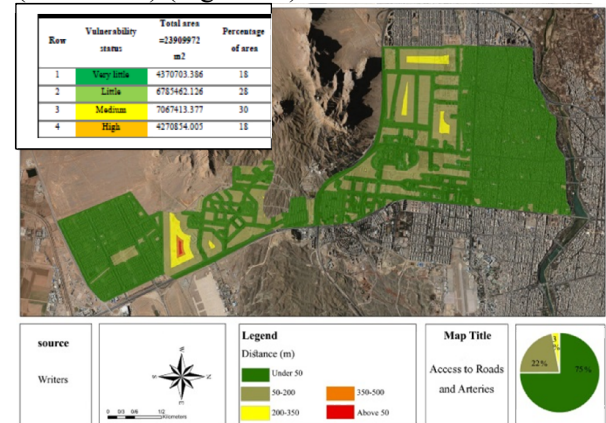 Row Vulnerability status Total area =23909972 m2 Percentage of area
1 Very little 4370703.386 18
2 Little 6785462.126 28
3 Medium 7067413.377 30
4 High 4270854.005 18
source
Writers
Kilometers
Legend
Distance (m)
Under 50
50-200
200-350
350-500
Above 50
Map Title
Access to Roads
and Arteries
3
%
22%
75%